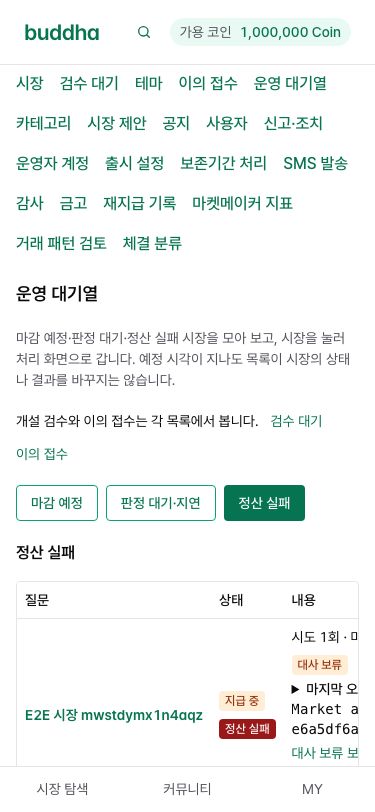 buddha
가용 코인 1,000,000 Coin
시장 검수 대기 테마 이의 접수 운영 대기열
카테고리 시장 제안 공지 사용자 신고·조치
운영자 계정 출시 설정 보존기간 처리 SMS 발송
감사 금고 재지급 기록 마켓메이커 지표
거래 패턴 검토 체결 분류
운영 대기열
마감 예정·판정 대기·정산 실패 시장을 모아 보고, 시장을 눌러
처리 화면으로 갑니다. 예정 시각이 지나도 목록이 시장의 상태
나 결과를 바꾸지는 않습니다.
개설 검수와 이의 접수는 각 목록에서 봅니다. 검수 대기
이의 접수
마감 예정 판정 대기·지연 정산 실패
정산 실패
질문 상태 내용
시도 1회 ·
대사 보류
▶ 마지막 오
지급 중
Market a
E2E 시장 mwstdymx1n4aqz
정산 실패
e6a5df6a
대사 보류 보
시장 탐색 커뮤니티 MY